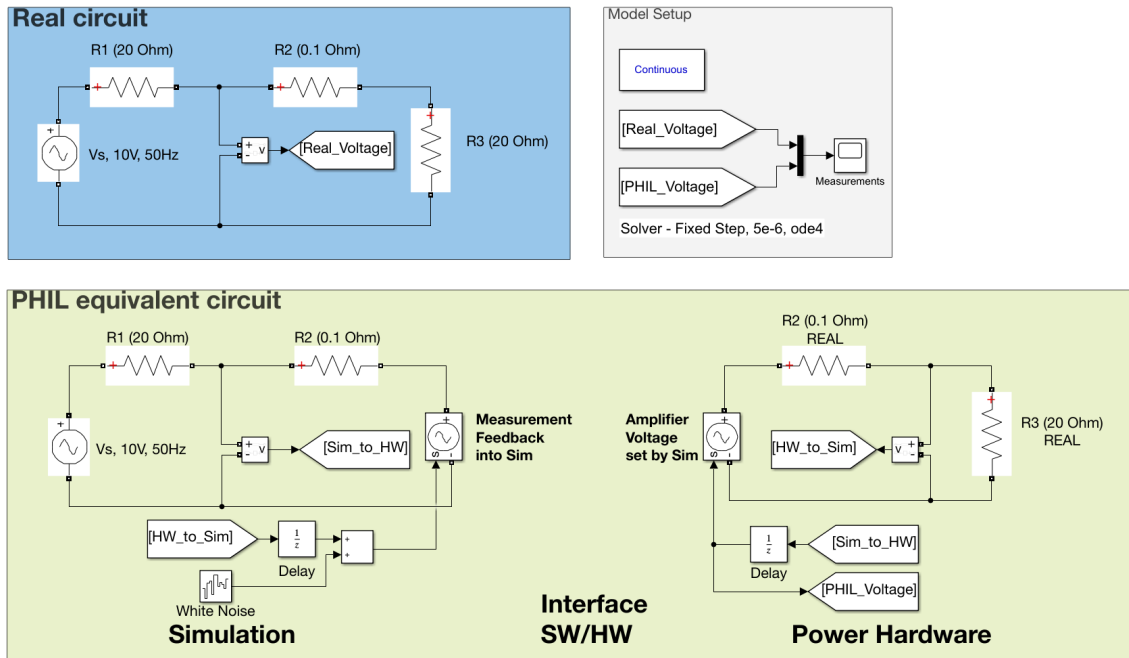 Real circuit
R1 (20 Ohm)
R2 (0.1 Ohm)
+
+
+
+
Vs, 10V, 50Hz
+
-
v
[Real_Voltage]
R3 (20 Ohm)
Model Setup
Continuous
[Real_Voltage]
[PHIL_Voltage]
Measurements
Solver - Fixed Step, 5e-6, ode4
PHIL equivalent circuit
R1 (20 Ohm)
R2 (0.1 Ohm)
+
+
+
Vs, 10V, 50Hz
+
-
v
[Sim_to_HW]
+
s
-
Measurement
Feedback
into Sim
[HW_to_Sim]
1
z
Delay
+
+
White Noise
Simulation
Interface
SW/HW
R2 (0.1 Ohm)
REAL
+
Amplifier
Voltage
set by Sim
+
s
-
[HW_to_Sim]
v
+
-
+
R3 (20 Ohm)
REAL
1
z
Delay
[Sim_to_HW]
[PHIL_Voltage]
Power Hardware